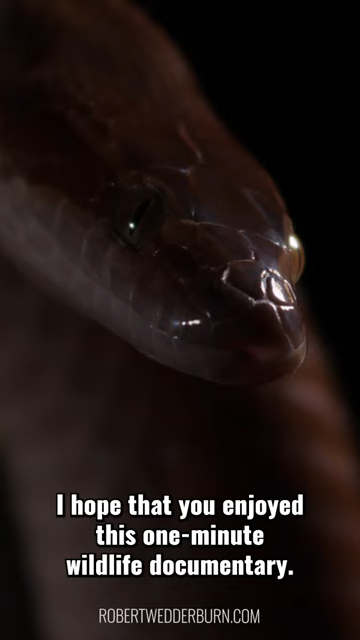 I hope that you enjoyed
this one-minute
wildlife documentary.
ROBERTWEDDERBURN.COM